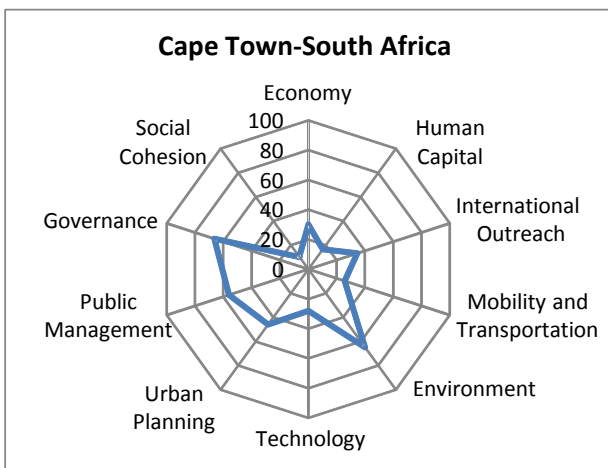 Cape Town-South Africa
Economy
Human
Capital
International
Outreach
Mobility and
Transportation
Environment
Technology
Urban
Planning
Public
Management
Governance
Social
Cohesion
100
80
60
40
20
0